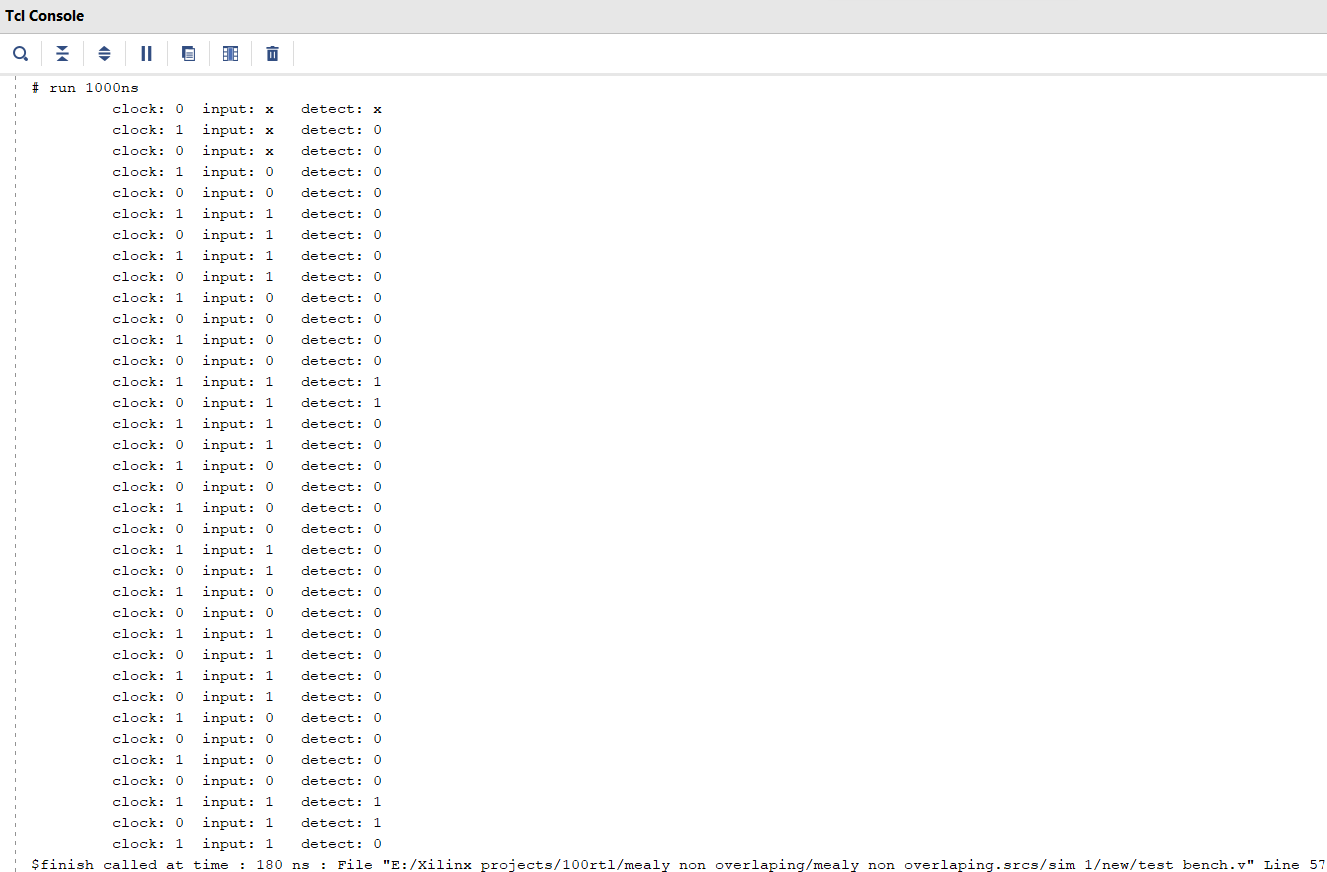 Tcl Console
# run 1000ns
clock: 0 input: x detect: x
clock: 1 input: x detect: 0
clock: 0 input: x detect: 0
clock: 1 input: 0 detect: 0
clock: 0 input: 0 detect: 0
clock: 1 input: 1 detect: 0
clock: 0 input: 1 detect: 0
clock: 1 input: 1 detect: 0
clock: 0 input: 1 detect: 0
clock: 1 input: 0 detect: 0
clock: 0 input: 0 detect: 0
clock: 1 input: 0 detect: 0
clock: 0 input: 0 detect: 0
clock: 1 input: 1 detect: 1
clock: 0 input: 1 detect: 1
clock: 1 input: 1 detect: 0
clock: 0 input: 1 detect: 0
clock: 1 input: 0 detect: 0
clock: 0 input: 0 detect: 0
clock: 1 input: 0 detect: 0
clock: 0 input: 0 detect: 0
clock: 1 input: 1 detect: 0
clock: 0 input: 1 detect: 0
clock: 1 input: 0 detect: 0
clock: 0 input: 0 detect: 0
clock: 1 input: 1 detect: 0
clock: 0 input: 1 detect: 0
clock: 1 input: 1 detect: 0
clock: 0 input: 1 detect: 0
clock: 1 input: 0 detect: 0
clock: 0 input: 0 detect: 0
clock: 1 input: 0 detect: 0
clock: 0 input: 0 detect: 0
clock: 1 input: 1 detect: 1
clock: 0 input: 1 detect: 1
clock: 1 input: 1 detect: 0
$finish called at time : 180 ns : File "E:/Xilinx projects/100rtl/mealy non overlaping/mealy non overlaping.srcs/sim 1/new/test bench.v" Line 57